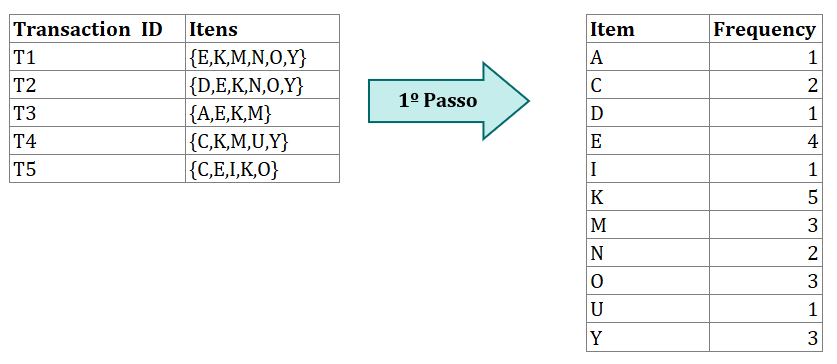 Transaction ID Itens
T1 {E,K,M,N,O,Y}
T2 {D,E,K,N,O,Y}
T3 {A,E,K,M}
T4 {C,K,M,U,Y}
T5 {C,E,I,K,O}
1º Passo
Item Frequency
A 1
C 2
D 1
E 4
I 1
K 5
M 3
N 2
O 3
U 1
Y 3